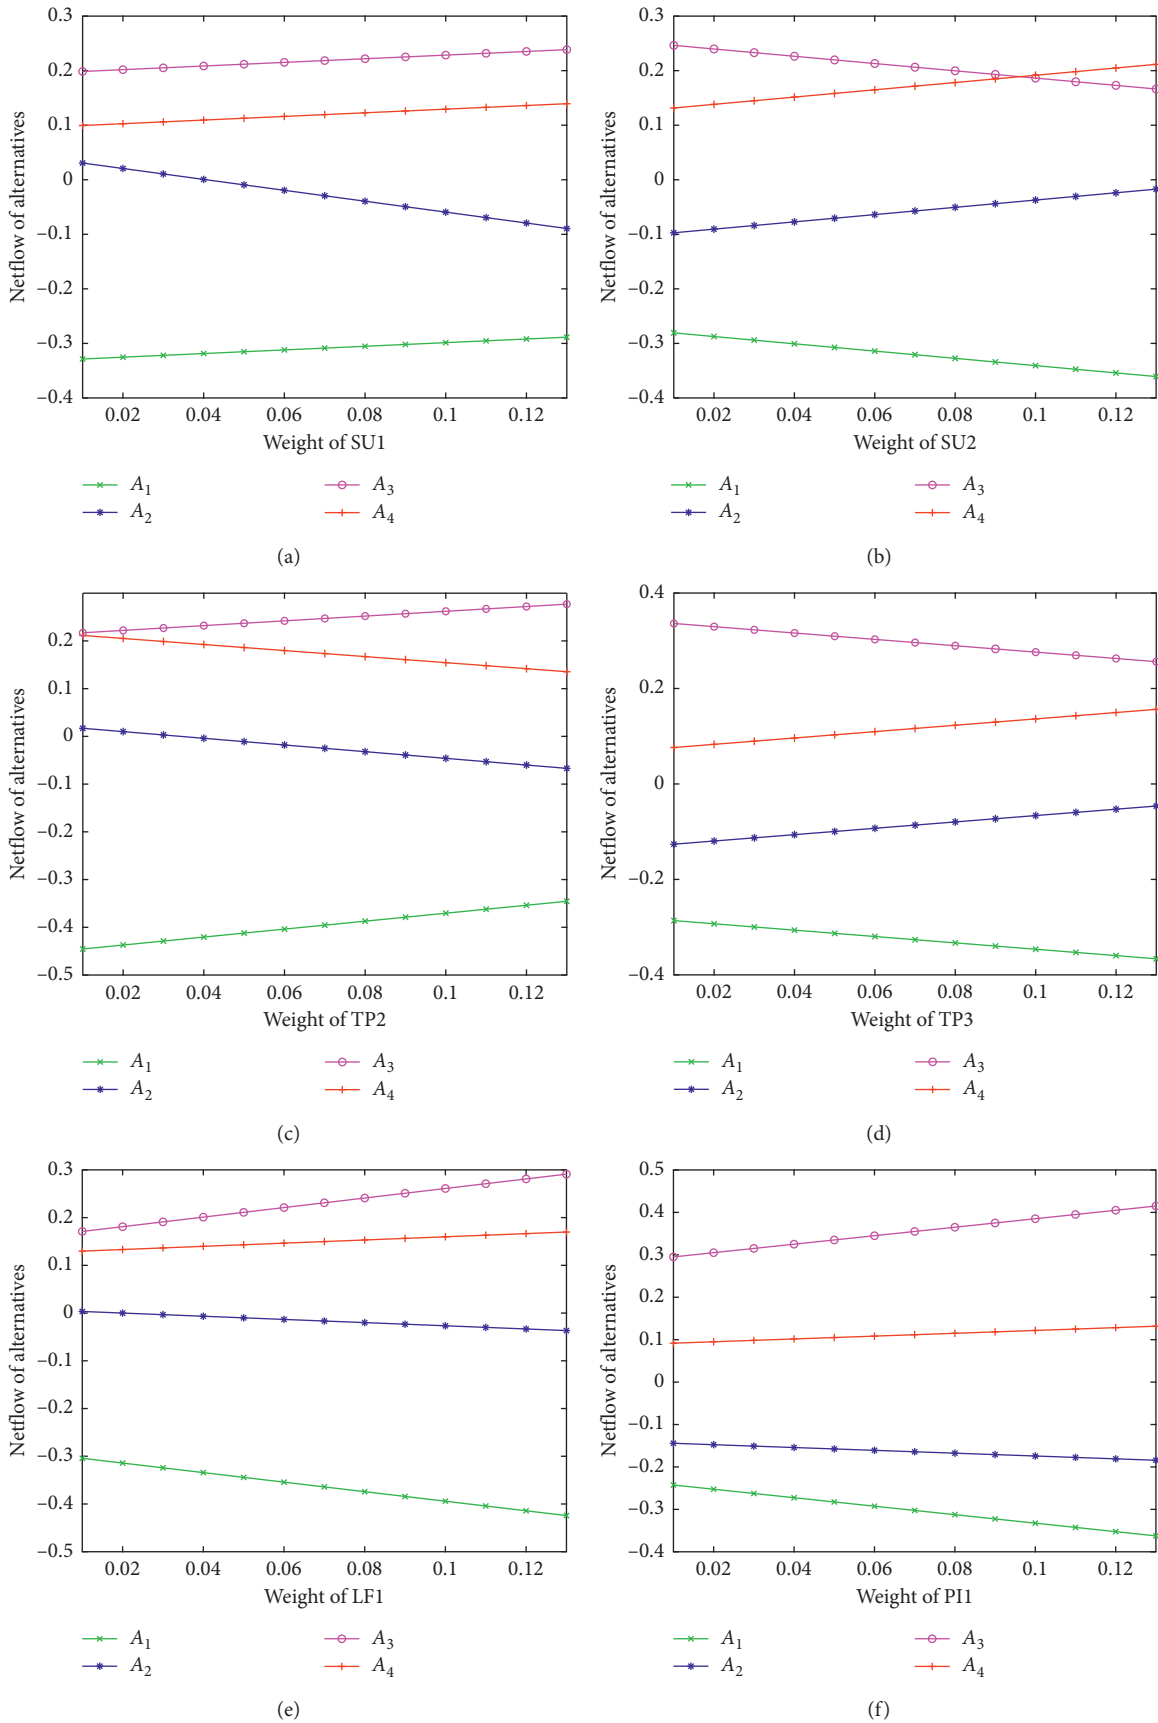 0.3
0.2
0.1
0
−0.1
−0.2
−0.3
−0.4
Netflow of alternatives
0.02 0.04 0.06 0.08 0.1 0.12
Weight of SU1
A1 A3
A2 A4
(a)
0.3
0.2
0.1
0
−0.1
−0.2
−0.3
−0.4
Netflow of alternatives
0.02 0.04 0.06 0.08 0.1 0.12
Weight of SU2
A1 A3
A2 A4
(b)
0.2
0.1
0
−0.1
−0.2
−0.3
−0.4
−0.5
Netflow of alternatives
0.02 0.04 0.06 0.08 0.1 0.12
Weight of TP2
A1 A3
A2 A4
(c)
0.4
0.2
0
−0.2
−0.4
Netflow of alternatives
0.02 0.04 0.06 0.08 0.1 0.12
Weight of TP3
A1 A3
A2 A4
(d)
0.3
0.2
0.1
0
−0.1
−0.2
−0.3
−0.4
−0.5
Netflow of alternatives
0.02 0.04 0.06 0.08 0.1 0.12
Weight of LF1
A1 A3
A2 A4
(e)
0.5
0.4
0.3
0.2
0.1
0
−0.1
−0.2
−0.3
−0.4
Netflow of alternatives
0.02 0.04 0.06 0.08 0.1 0.12
Weight of PI1
A1 A3
A2 A4
(f)